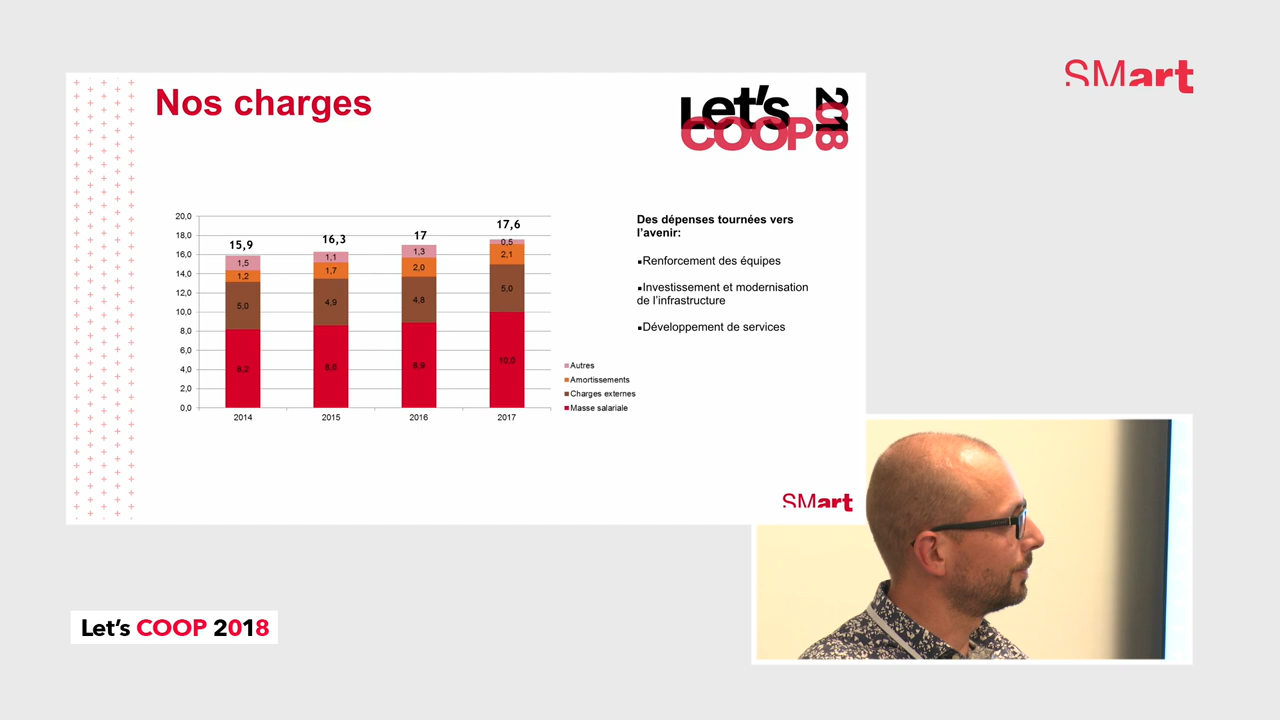 SMart
Nos charges
Let's
COOP
2018
20,0
18,0
16,0
14,0
12,0
10,0
8,0
6,0
4,0
2,0
0,0
15,9
16,3
17
17,6
1,5
1,1
1,3
0,5
1,2
1,7
2,0
2,1
5,0
4,9
4,8
5,0
8,2
8,6
8,9
10,0
2014
2015
2016
2017
Autres
Amortissements
Charges externes
Masse salariale
Des dépenses tournées vers
l'avenir:
▪Renforcement des équipes
▪Investissement et modernisation
de l'infrastructure
▪Développement de services
SMart
Let's COOP 2018